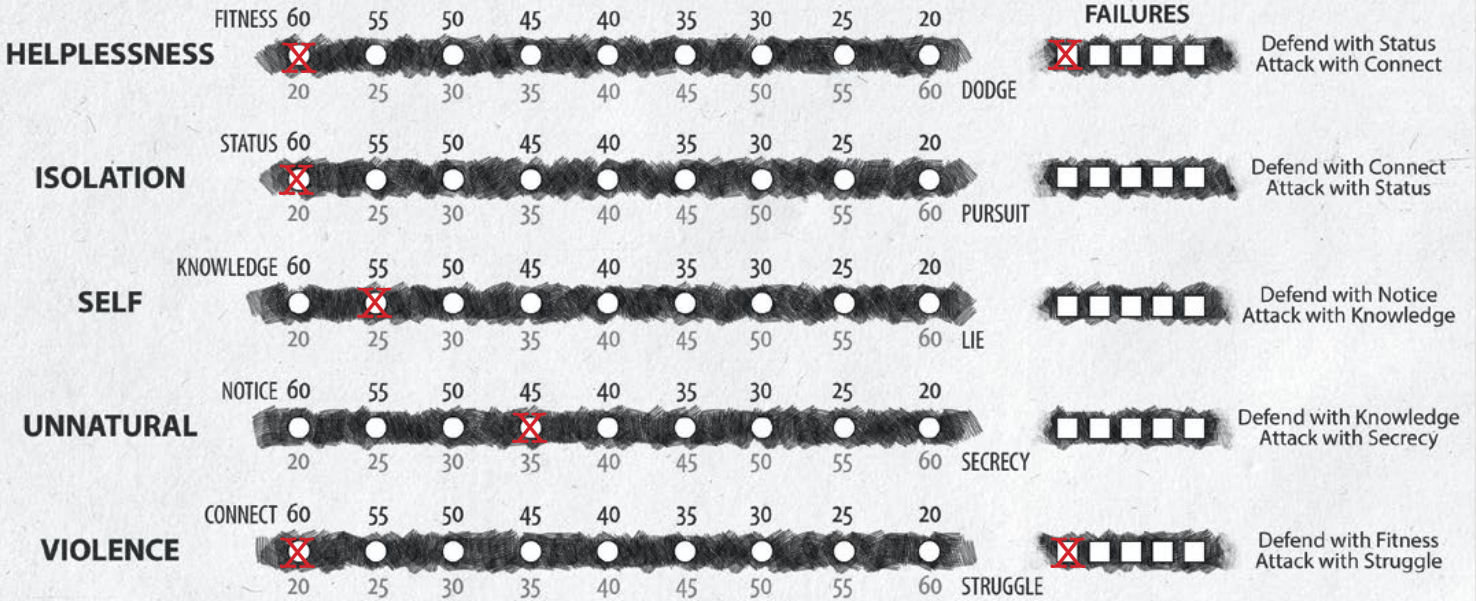 FITNESS 60 55 50 45 40 35 30 25 20 FAILURES
HELPLESSNESS
Defend with Status
Attack with Connect
20 25 30 35 40 45 50 55 60 DODGE
STATUS 60 55 50 45 40 35 30 25 20
ISOLATION
Defend with Connect
Attack with Status
20 25 30 35 40 45 50 55 60 PURSUIT
KNOWLEDGE 60 55 50 45 40 35 30 25 20
SELF
Defend with Notice
Attack with Knowledge
20 25 30 35 40 45 50 55 60 LIE
NOTICE 60 55 50 45 40 35 30 25 20
UNNATURAL
Defend with Knowledge
Attack with Secrecy
20 25 30 35 40 45 50 55 60 SECRECY
CONNECT 60 55 50 45 40 35 30 25 20
VIOLENCE
Defend with Fitness
Attack with Struggle
20 25 30 35 40 45 50 55 60 STRUGGLE